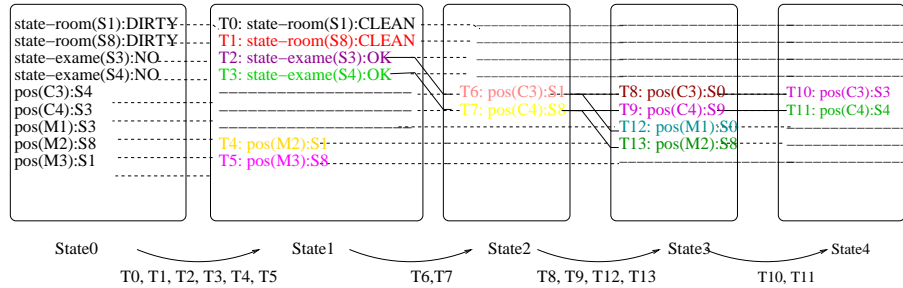 state-room(S1):DIRTY
state-room(S8):DIRTY
state-exame(S3):NO
state-exame(S4):NO
pos(C3):S4
pos(C4):S3
pos(M1):S3
pos(M2):S8
pos(M3):S1
T0: state-room(S1):CLEAN
T1: state-room(S8):CLEAN
T2: state-exame(S3):OK
T3: state-exame(S4):OK
T4: pos(M2):S1
T5: pos(M3):S8
T6: pos(C3):S1
T7: pos(C4):S8
T8: pos(C3):S0
T9: pos(C4):S9
T12: pos(M1):S0
T13: pos(M2):S8
T10: pos(C3):S3
T11: pos(C4):S4
State0
State1
State2
State3
State4
T0, T1, T2, T3, T4, T5
T6,T7
T8, T9, T12, T13
T10, T11